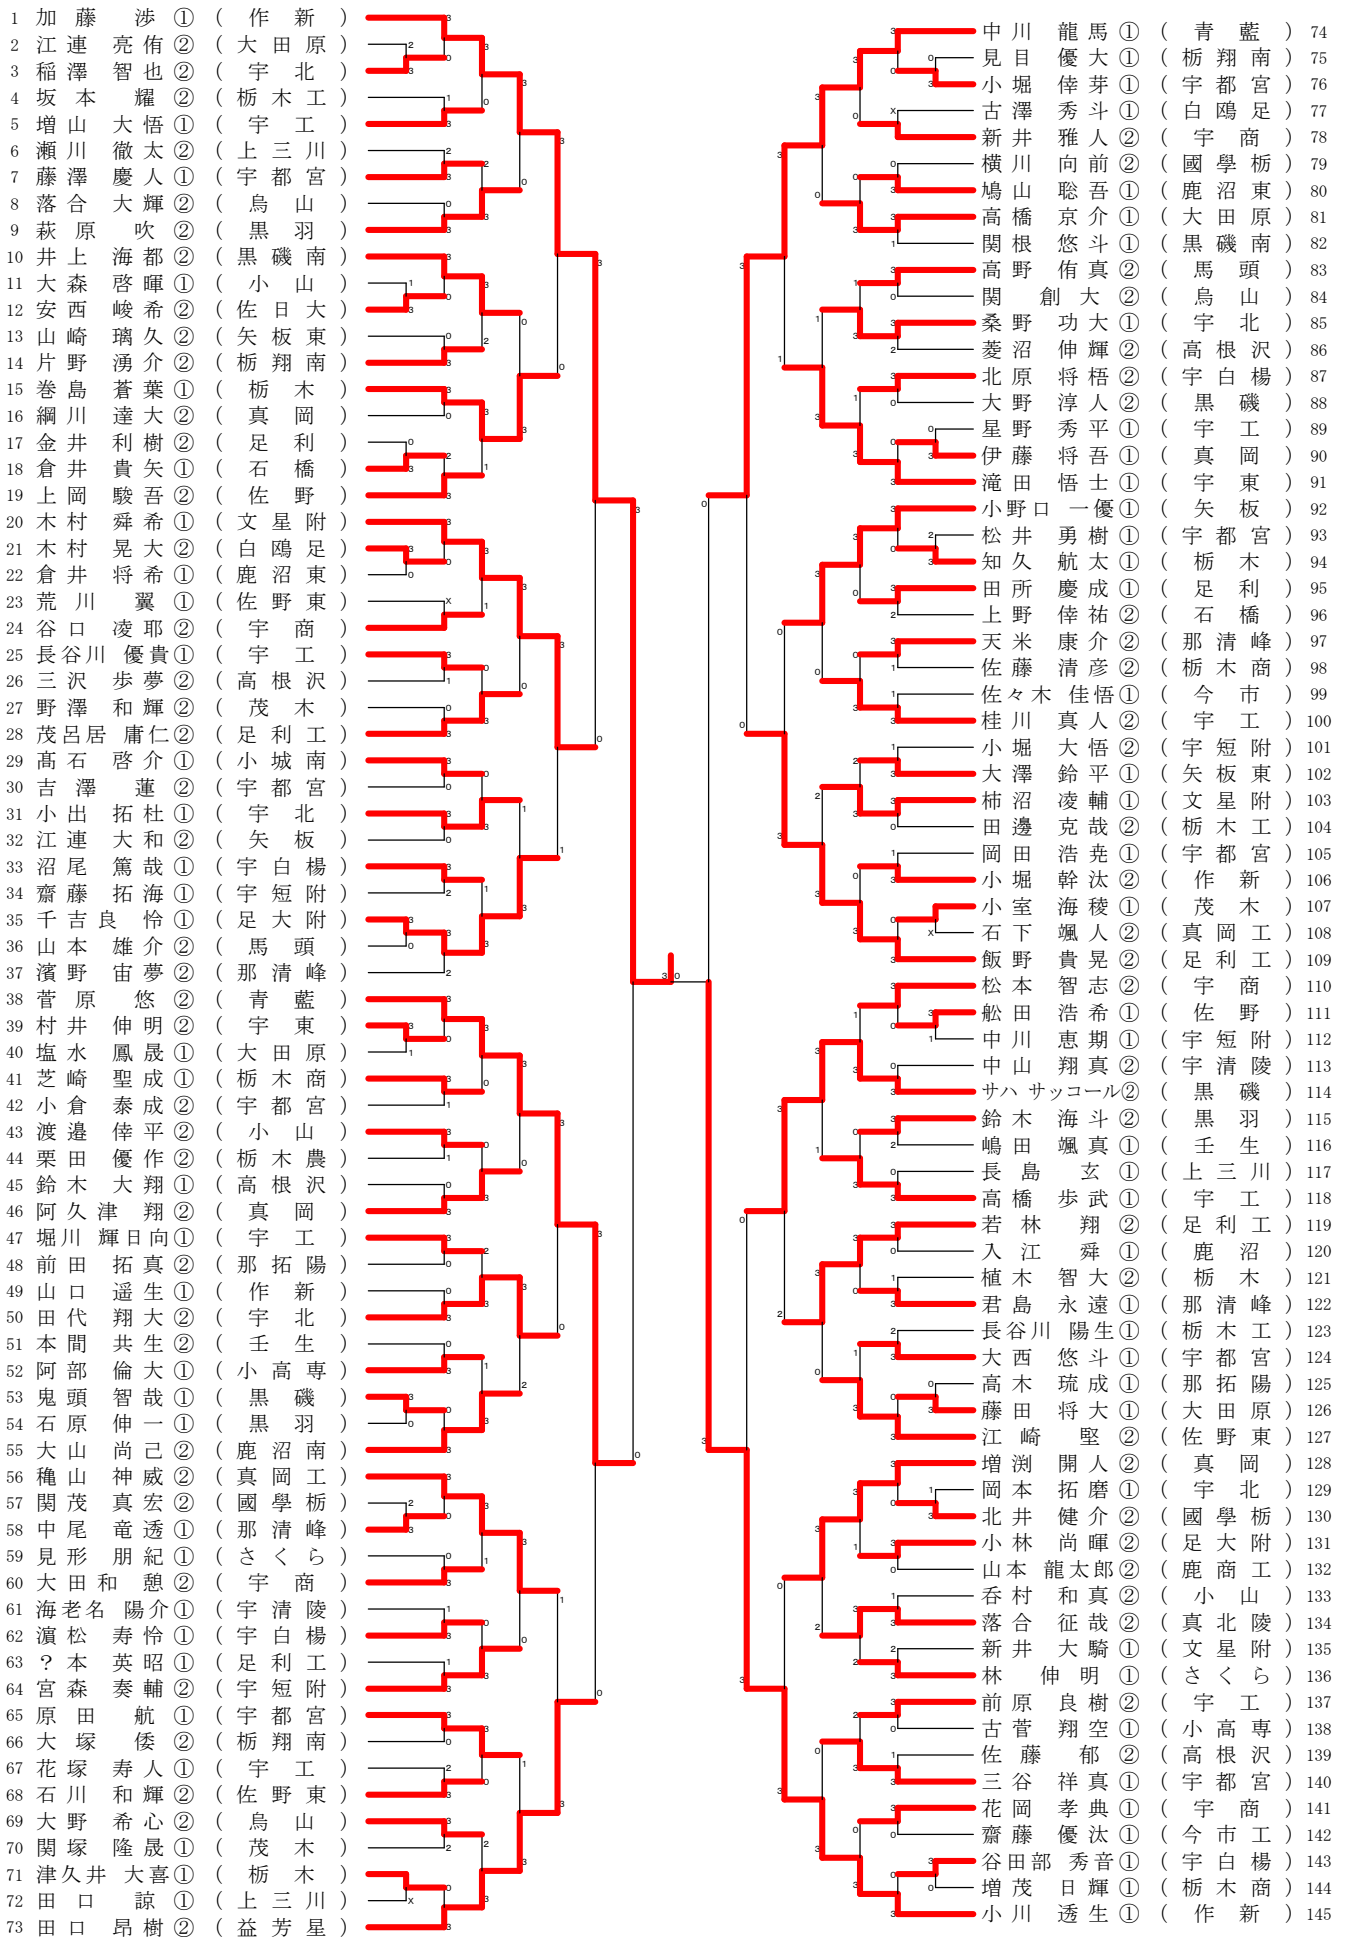 1 加藤 渉① (作新)
2 江連 亮侑② (大田原)
3 稲澤 智也② (宇北)
4 坂本 耀② (栃木工)
5 増山 大悟① (宇工)
6 瀬川 徹太② (上三川)
7 藤澤 慶人① (宇都宮)
8 落合 大輝② (烏山)
9 萩原 吹② (黒羽)
10 井上 海都② (黒磯南)
11 大森 啓暉① (小山)
12 安西 崚希② (佐日大)
13 山崎 璃久② (矢板東)
14 片野 湧介② (栃翔南)
15 巻島 蒼葉① (栃木)
16 綱川 達大② (真岡)
17 金井 利樹② (足利)
18 倉井 貴矢① (石橋)
19 上岡 駿吾② (佐野)
20 木村 舜希① (文星附)
21 木村 晃大② (白鴎足)
22 倉井 将希① (鹿沼東)
23 荒川 翼① (佐野東)
24 谷口 凌耶② (宇商)
25 長谷川 優貴① (宇工)
26 三沢 歩夢② (高根沢)
27 野澤 和輝② (茂木)
28 茂呂居 庸仁② (足利工)
29 髙石 啓介① (小城南)
30 吉澤 蓮② (宇都宮)
31 小出 拓杜① (宇北)
32 江連 大和② (矢板)
33 沼尾 篤哉① (宇白楊)
34 齋藤 拓海① (宇短附)
35 千吉良 怜① (足大附)
36 山本 雄介② (馬頭)
37 濱野 宙夢② (那清峰)
38 菅原 悠② (青藍)
39 村井 伸明② (宇東)
40 塩水 鳳晟① (大田原)
41 芝崎 聖成① (栃木商)
42 小倉 泰成② (宇都宮)
43 渡邉 倖平② (小山)
44 栗田 優作② (栃木農)
45 鈴木 大翔① (高根沢)
46 阿久津 翔② (真岡)
47 堀川 輝日向① (宇工)
48 前田 拓真② (那拓陽)
49 山口 遥生① (作新)
50 田代 翔大② (宇北)
51 本間 共生② (壬生)
52 阿部 倫大① (小高専)
53 鬼頭 智哉① (黒磯)
54 石原 伸一① (黒羽)
55 大山 尚己② (鹿沼南)
56 穐山 神威② (真岡工)
57 関茂 真宏② (國學栃)
58 中尾 竜透① (那清峰)
59 見形 朋紀① (さくら)
60 大田和 憩② (宇商)
61 海老名 陽介① (宇清陵)
62 濵松 寿怜① (宇白楊)
63 ?本 英昭① (足利工)
64 宮森 奏輔② (宇短附)
65 原田 航① (宇都宮)
66 大塚 倭② (栃翔南)
67 花塚 寿人① (宇工)
68 石川 和輝② (佐野東)
69 大野 希心② (烏山)
70 関塚 隆晟① (茂木)
71 津久井 大喜① (栃木)
72 田口 諒① (上三川)
73 田口 昂樹② (益芳星)
中川 龍馬① (青藍) 74
見目 優大① (栃翔南) 75
小堀 倖芽① (宇都宮) 76
古澤 秀斗① (白鴎足) 77
新井 雅人② (宇商) 78
横川 向前② (國學栃) 79
鳩山 聡吾① (鹿沼東) 80
高橋 京介① (大田原) 81
関根 悠斗① (黒磯南) 82
高野 侑真② (馬頭) 83
関 創大② (烏山) 84
桑野 功大① (宇北) 85
菱沼 伸輝② (高根沢) 86
北原 将梧② (宇白楊) 87
大野 淳人② (黒磯) 88
星野 秀平① (宇工) 89
伊藤 将吾① (真岡) 90
滝田 悟士① (宇東) 91
小野口 一優① (矢板) 92
松井 勇樹① (宇都宮) 93
知久 航太① (栃木) 94
田所 慶成① (足利) 95
上野 倖祐② (石橋) 96
天米 康介② (那清峰) 97
佐藤 清彦② (栃木商) 98
佐々木 佳悟① (今市) 99
桂川 真人② (宇工) 100
小堀 大悟② (宇短附) 101
大澤 鈴平① (矢板東) 102
柿沼 凌輔① (文星附) 103
田邊 克哉② (栃木工) 104
岡田 浩尭① (宇都宮) 105
小堀 幹汰② (作新) 106
小室 海稜① (茂木) 107
石下 颯人② (真岡工) 108
飯野 貴晃② (足利工) 109
松本 智志② (宇商) 110
舩田 浩希① (佐野) 111
中川 恵期① (宇短附) 112
中山 翔真② (宇清陵) 113
サハ サッコール② (黒磯) 114
鈴木 海斗② (黒羽) 115
嶋田 颯真① (壬生) 116
長島 玄① (上三川) 117
高橋 歩武① (宇工) 118
若林 翔② (足利工) 119
入江 舜① (鹿沼) 120
植木 智大② (栃木) 121
君島 永遠① (那清峰) 122
長谷川 陽生① (栃木工) 123
大西 悠斗① (宇都宮) 124
高木 琉成① (那拓陽) 125
藤田 将大① (大田原) 126
江崎 堅② (佐野東) 127
増渕 開人② (真岡) 128
岡本 拓磨① (宇北) 129
北井 健介② (國學栃) 130
小林 尚暉② (足大附) 131
山本 龍太郎② (鹿商工) 132
呑村 和真② (小山) 133
落合 征哉② (真北陵) 134
新井 大騎① (文星附) 135
林 伸明① (さくら) 136
前原 良樹② (宇工) 137
古菅 翔空① (小高専) 138
佐藤 郁② (高根沢) 139
三谷 祥真① (宇都宮) 140
花岡 孝典① (宇商) 141
齋藤 優汰① (今市工) 142
谷田部 秀音① (宇白楊) 143
増茂 日輝① (栃木商) 144
小川 透生① (作新) 145